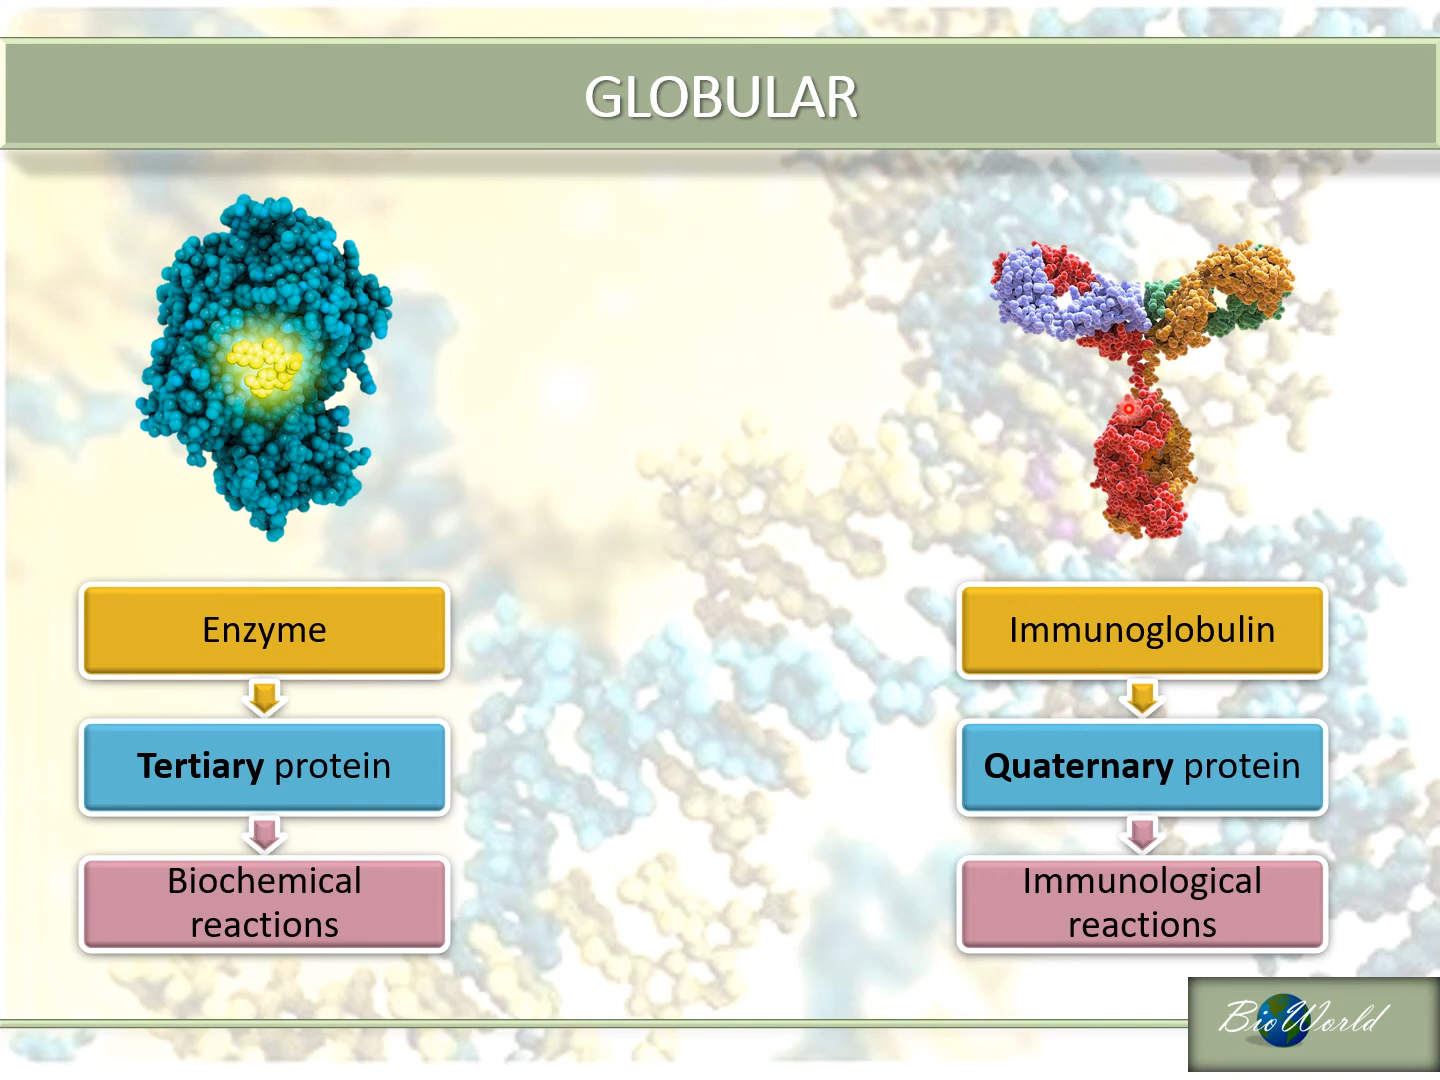 GLOBULAR
Enzyme
Tertiary protein
Biochemical
reactions
Immunoglobulin
Quaternary protein
Immunological
reactions
BioWorld